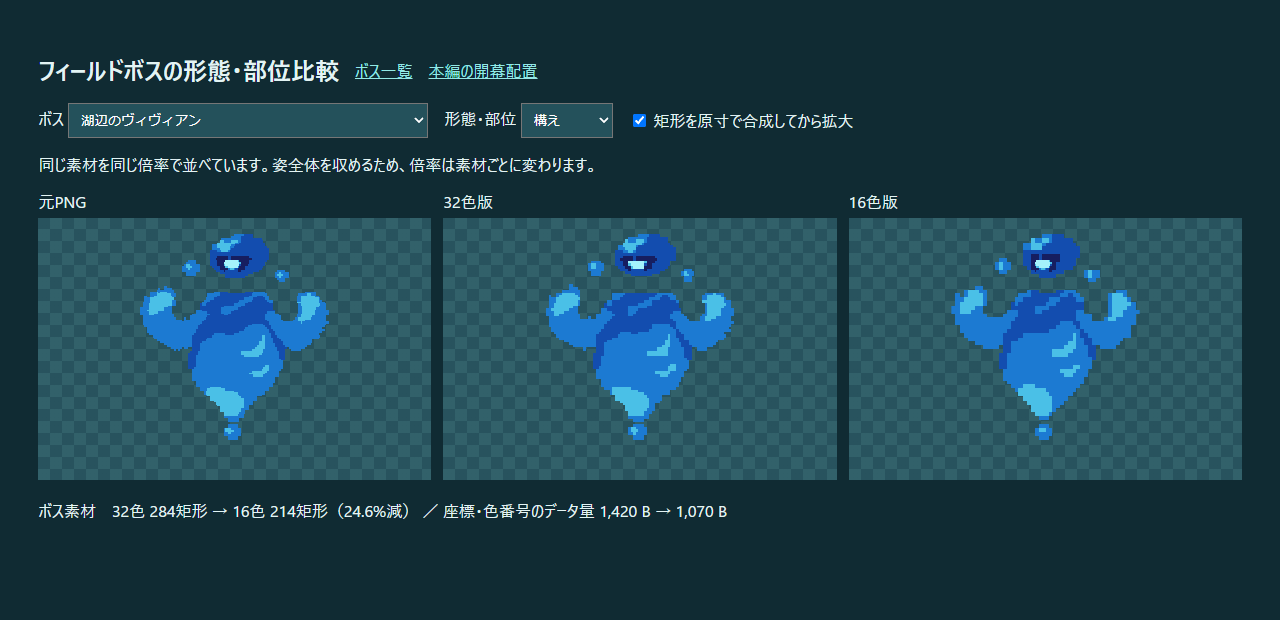 フィールドボスの形態・部位比較 ボス一覧 本編の開幕配置
ボス 湖辺のヴィヴィアン 形態・部位 構え 矩形を原寸で合成してから拡大
同じ素材を同じ倍率で並べています。姿全体を収めるため、倍率は素材ごとに変わります。
元PNG 32色版 16色版
ボス素材 32色 284矩形 → 16色 214矩形（24.6%減） ／ 座標・色番号のデータ量 1,420 B → 1,070 B